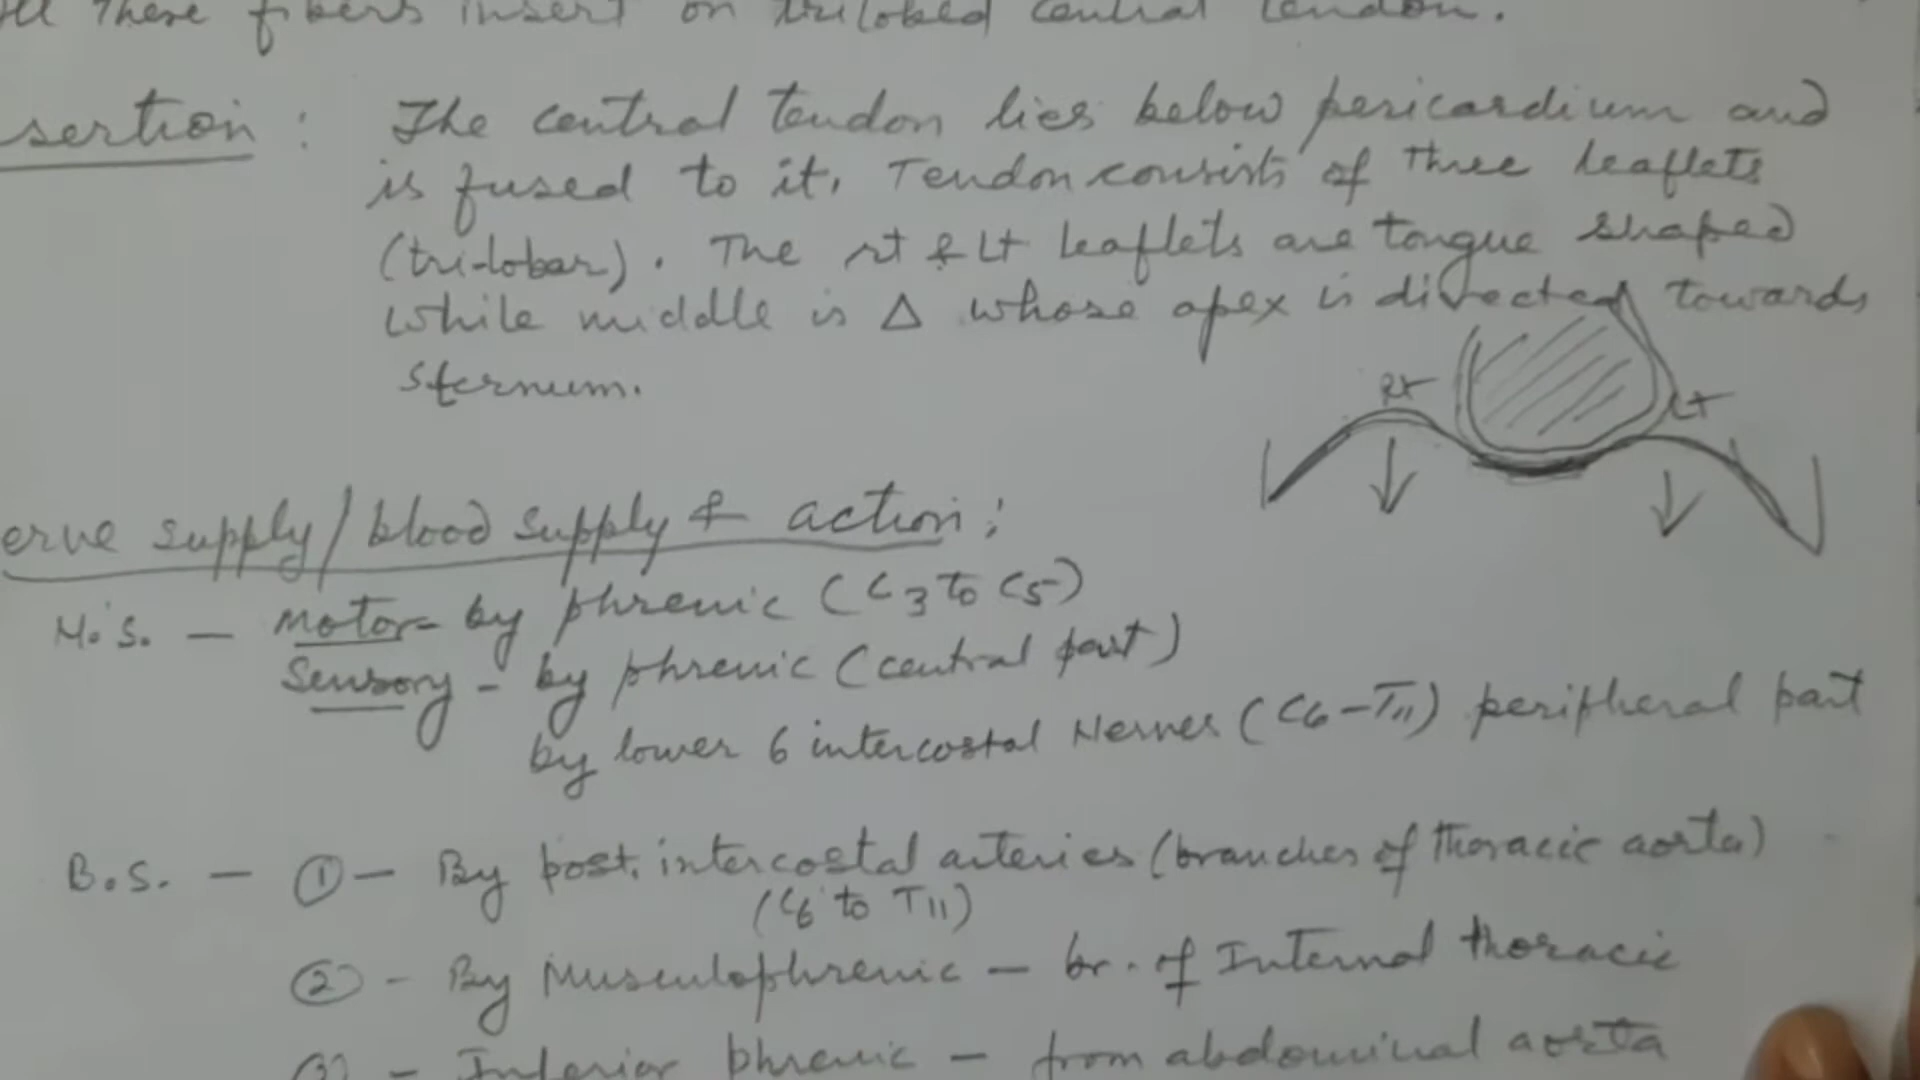 These fibers insert on trilobed central tendon.
sertion : The central tendon lies below pericardium and
is fused to it. Tendon consists of three leaflets
(tri-lobar). The rt & Lt leaflets are tongue shaped
while middle is Δ whose apex is directed towards
sternum.
Rt
Lt
erve supply/blood supply & action :
N.S. — motor - by phrenic (C3 to C5)
Sensory - by phrenic (central part)
by lower 6 intercostal Nerves (C6-T11) peripheral part
B.S. — ① — By post. intercostal arteries (branches of thoracic aorta)
(C6 to T11)
② - By Musculophrenic — br. of Internal thoracic
- Inferior phrenic — from abdominal aorta